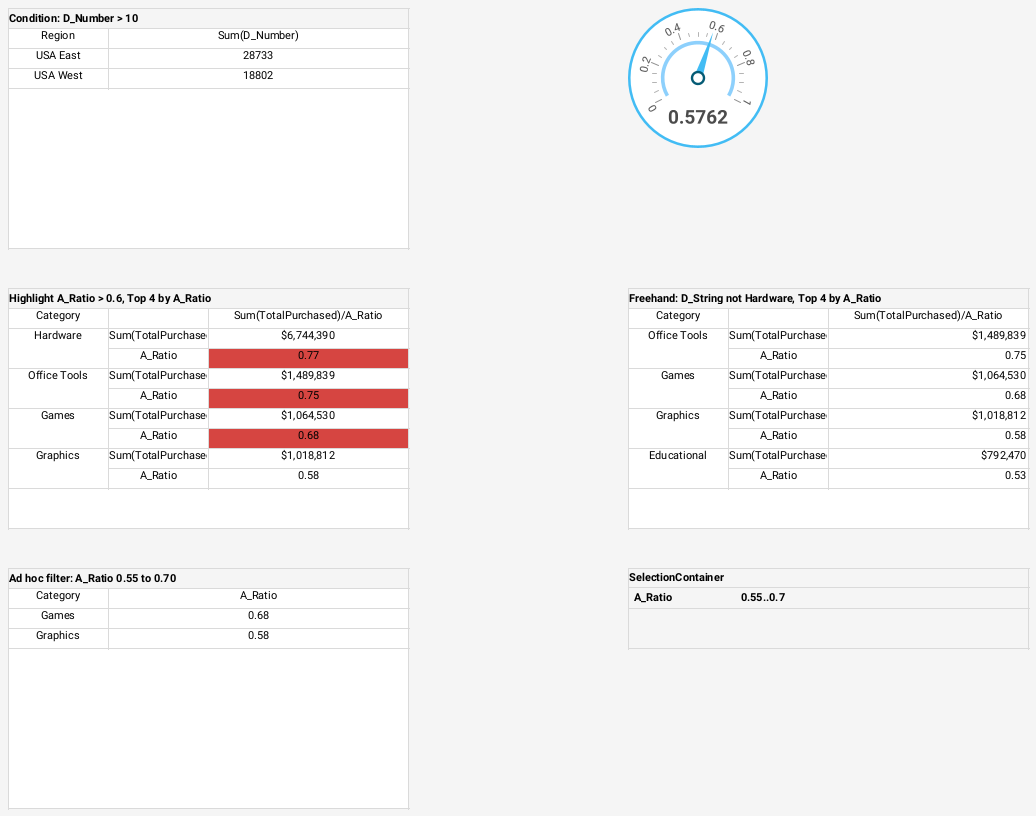 Condition: D_Number > 10
Region Sum(D_Number)
USA East 28733
USA West 18802
0 0.2 0.4 0.6 0.8 1
0.5762
Highlight A_Ratio > 0.6, Top 4 by A_Ratio
Category Sum(TotalPurchased)/A_Ratio
Hardware Sum(TotalPurchase $6,744,390
A_Ratio 0.77
Office Tools Sum(TotalPurchase $1,489,839
A_Ratio 0.75
Games Sum(TotalPurchase $1,064,530
A_Ratio 0.68
Graphics Sum(TotalPurchase $1,018,812
A_Ratio 0.58
Freehand: D_String not Hardware, Top 4 by A_Ratio
Category Sum(TotalPurchased)/A_Ratio
Office Tools Sum(TotalPurchase $1,489,839
A_Ratio 0.75
Games Sum(TotalPurchase $1,064,530
A_Ratio 0.68
Graphics Sum(TotalPurchase $1,018,812
A_Ratio 0.58
Educational Sum(TotalPurchase $792,470
A_Ratio 0.53
Ad hoc filter: A_Ratio 0.55 to 0.70
Category A_Ratio
Games 0.68
Graphics 0.58
SelectionContainer
A_Ratio 0.55..0.7